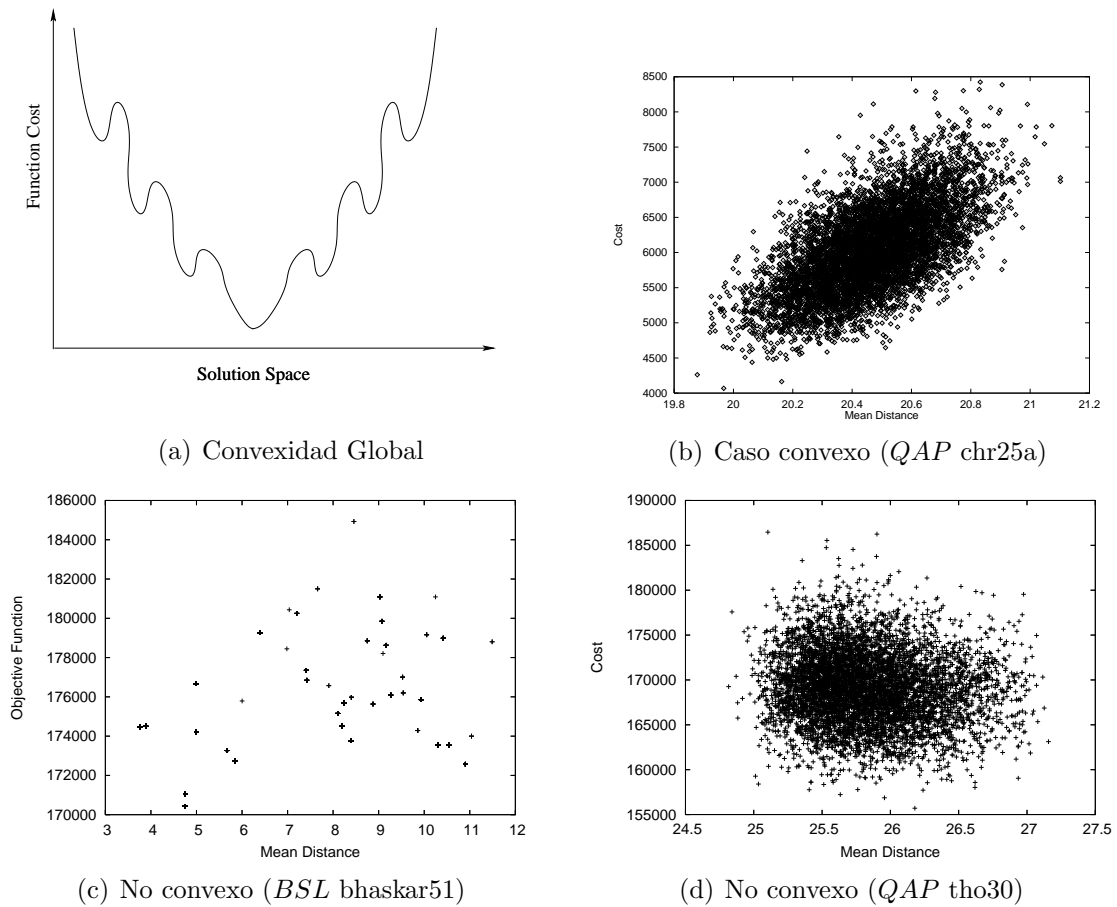 Function Cost
Solution Space
(a) Convexidad Global
8500
8000
7500
7000
6500
6000
5500
5000
4500
4000
Cost
19.8 20 20.2 20.4 20.6 20.8 21 21.2
Mean Distance
(b) Caso convexo (QAP chr25a)
186000
184000
182000
180000
178000
176000
174000
172000
170000
Objective Function
3 4 5 6 7 8 9 10 11 12
Mean Distance
(c) No convexo (BSL bhaskar51)
190000
185000
180000
175000
170000
165000
160000
155000
Cost
24.5 25 25.5 26 26.5 27 27.5
Mean Distance
(d) No convexo (QAP tho30)